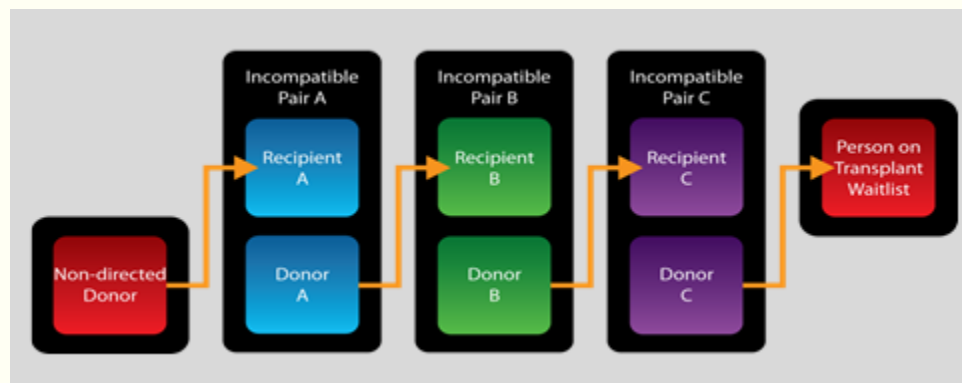 Incompatible
Pair A
Incompatible
Pair B
Incompatible
Pair C
Recipient
A
Recipient
B
Recipient
C
Person on
Transplant
Waitlist
Non-directed
Donor
Donor
A
Donor
B
Donor
C